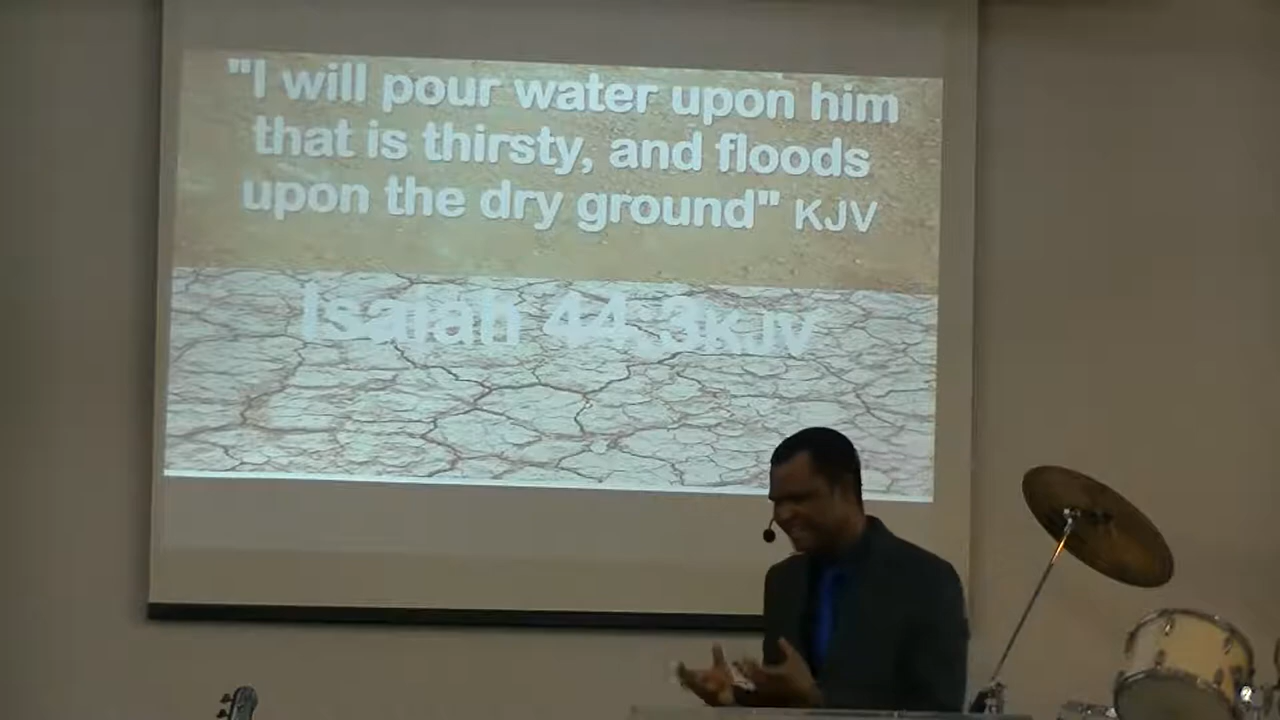 "I will pour water upon him
that is thirsty, and floods
upon the dry ground" KJV
Isaiah 44:3KJV